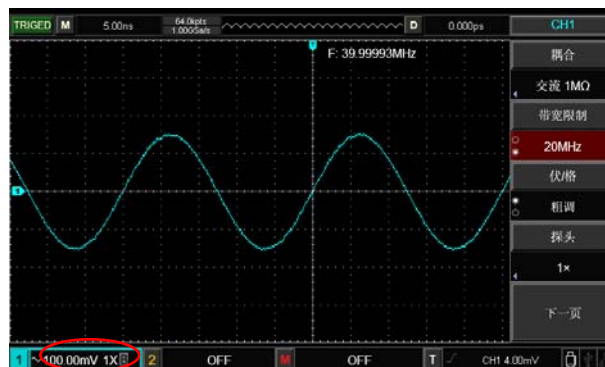 TRIGED M 5.00ns 64.0kpts D 0.000ps CH1
1.00GSa/s
F: 39.99993MHz
耦合
交流 1MΩ
带宽限制
20MHz
伏/格
粗调
探头
1×
下一页
1
1 100.00mV 1X B 2 OFF M OFF T CH1 4.00mV